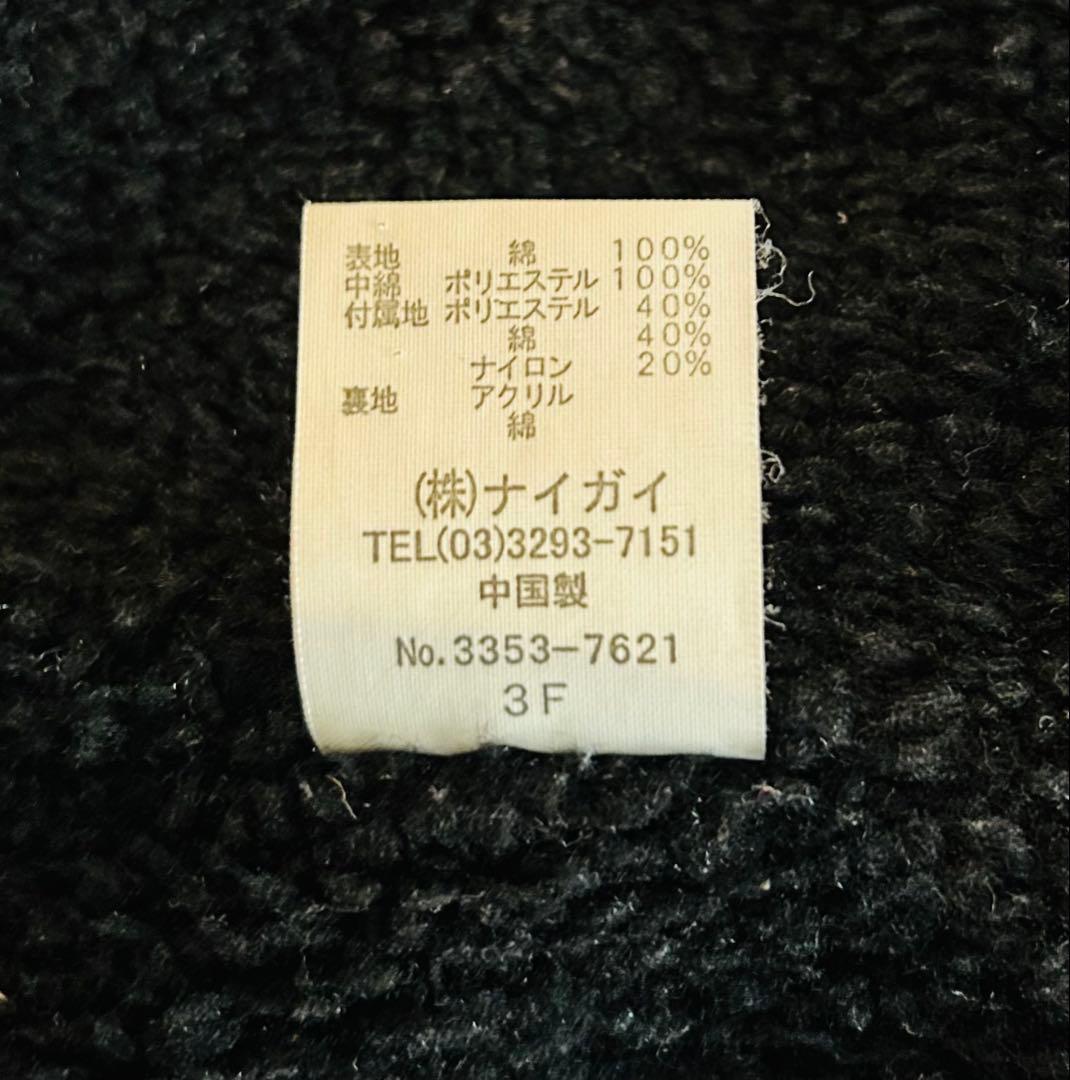 表地 綿 100%
中綿 ポリエステル 100%
付属地 ポリエステル 40%
綿 40%
ナイロン 20%
裏地 アクリル
綿
(株)ナイガイ
TEL(03)3293-7151
中国製
No.3353-7621
3F